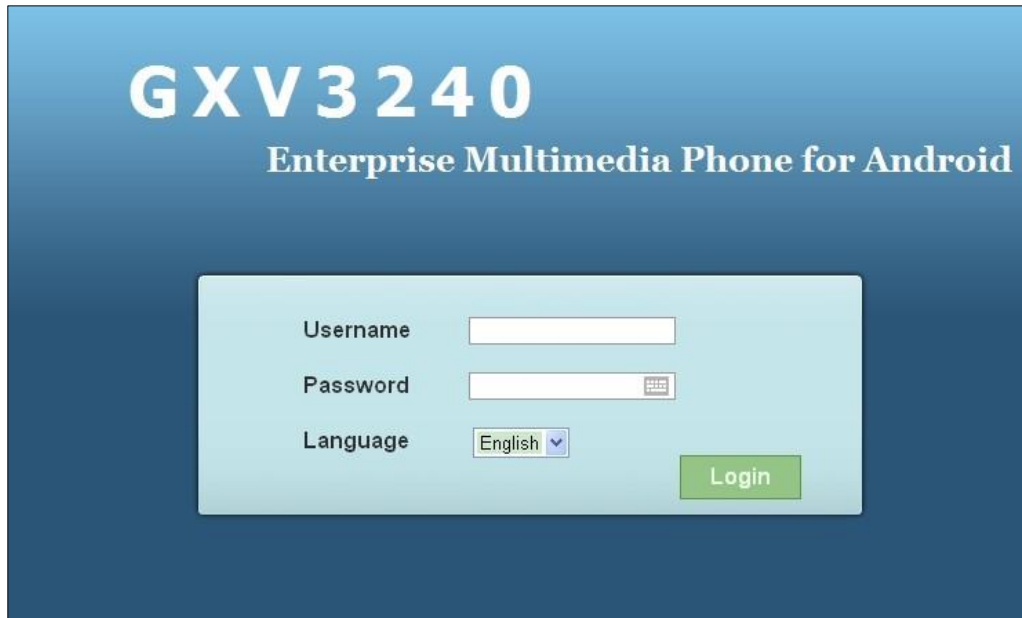 GXV3240
Enterprise Multimedia Phone for Android
Username
Password
Language English
Login